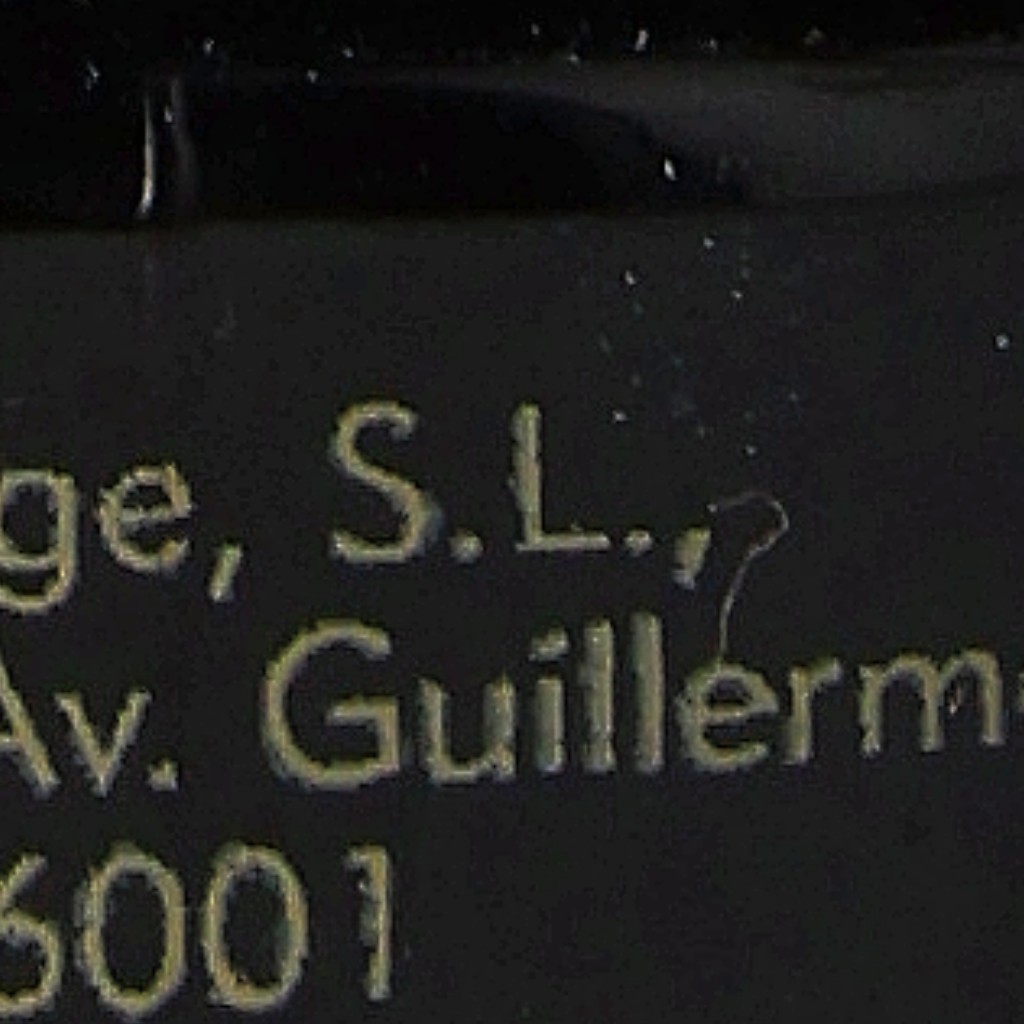 ge, S.L.,
Av. Guillerm
6001